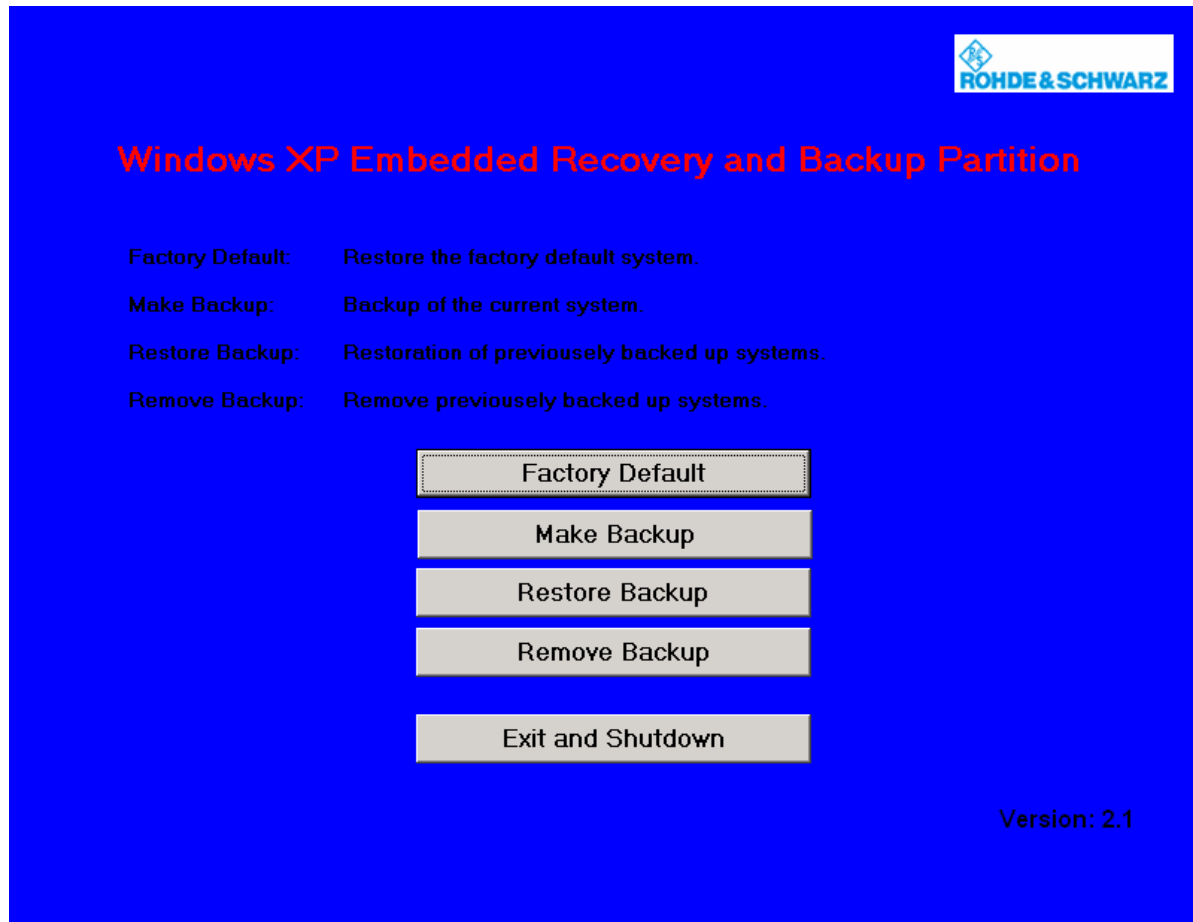 R&S
ROHDE & SCHWARZ
Windows XP Embedded Recovery and Backup Partition
Factory Default: Restore the factory default system.
Make Backup: Backup of the current system.
Restore Backup: Restoration of previousely backed up systems.
Remove Backup: Remove previousely backed up systems.
Factory Default
Make Backup
Restore Backup
Remove Backup
Exit and Shutdown
Version: 2.1